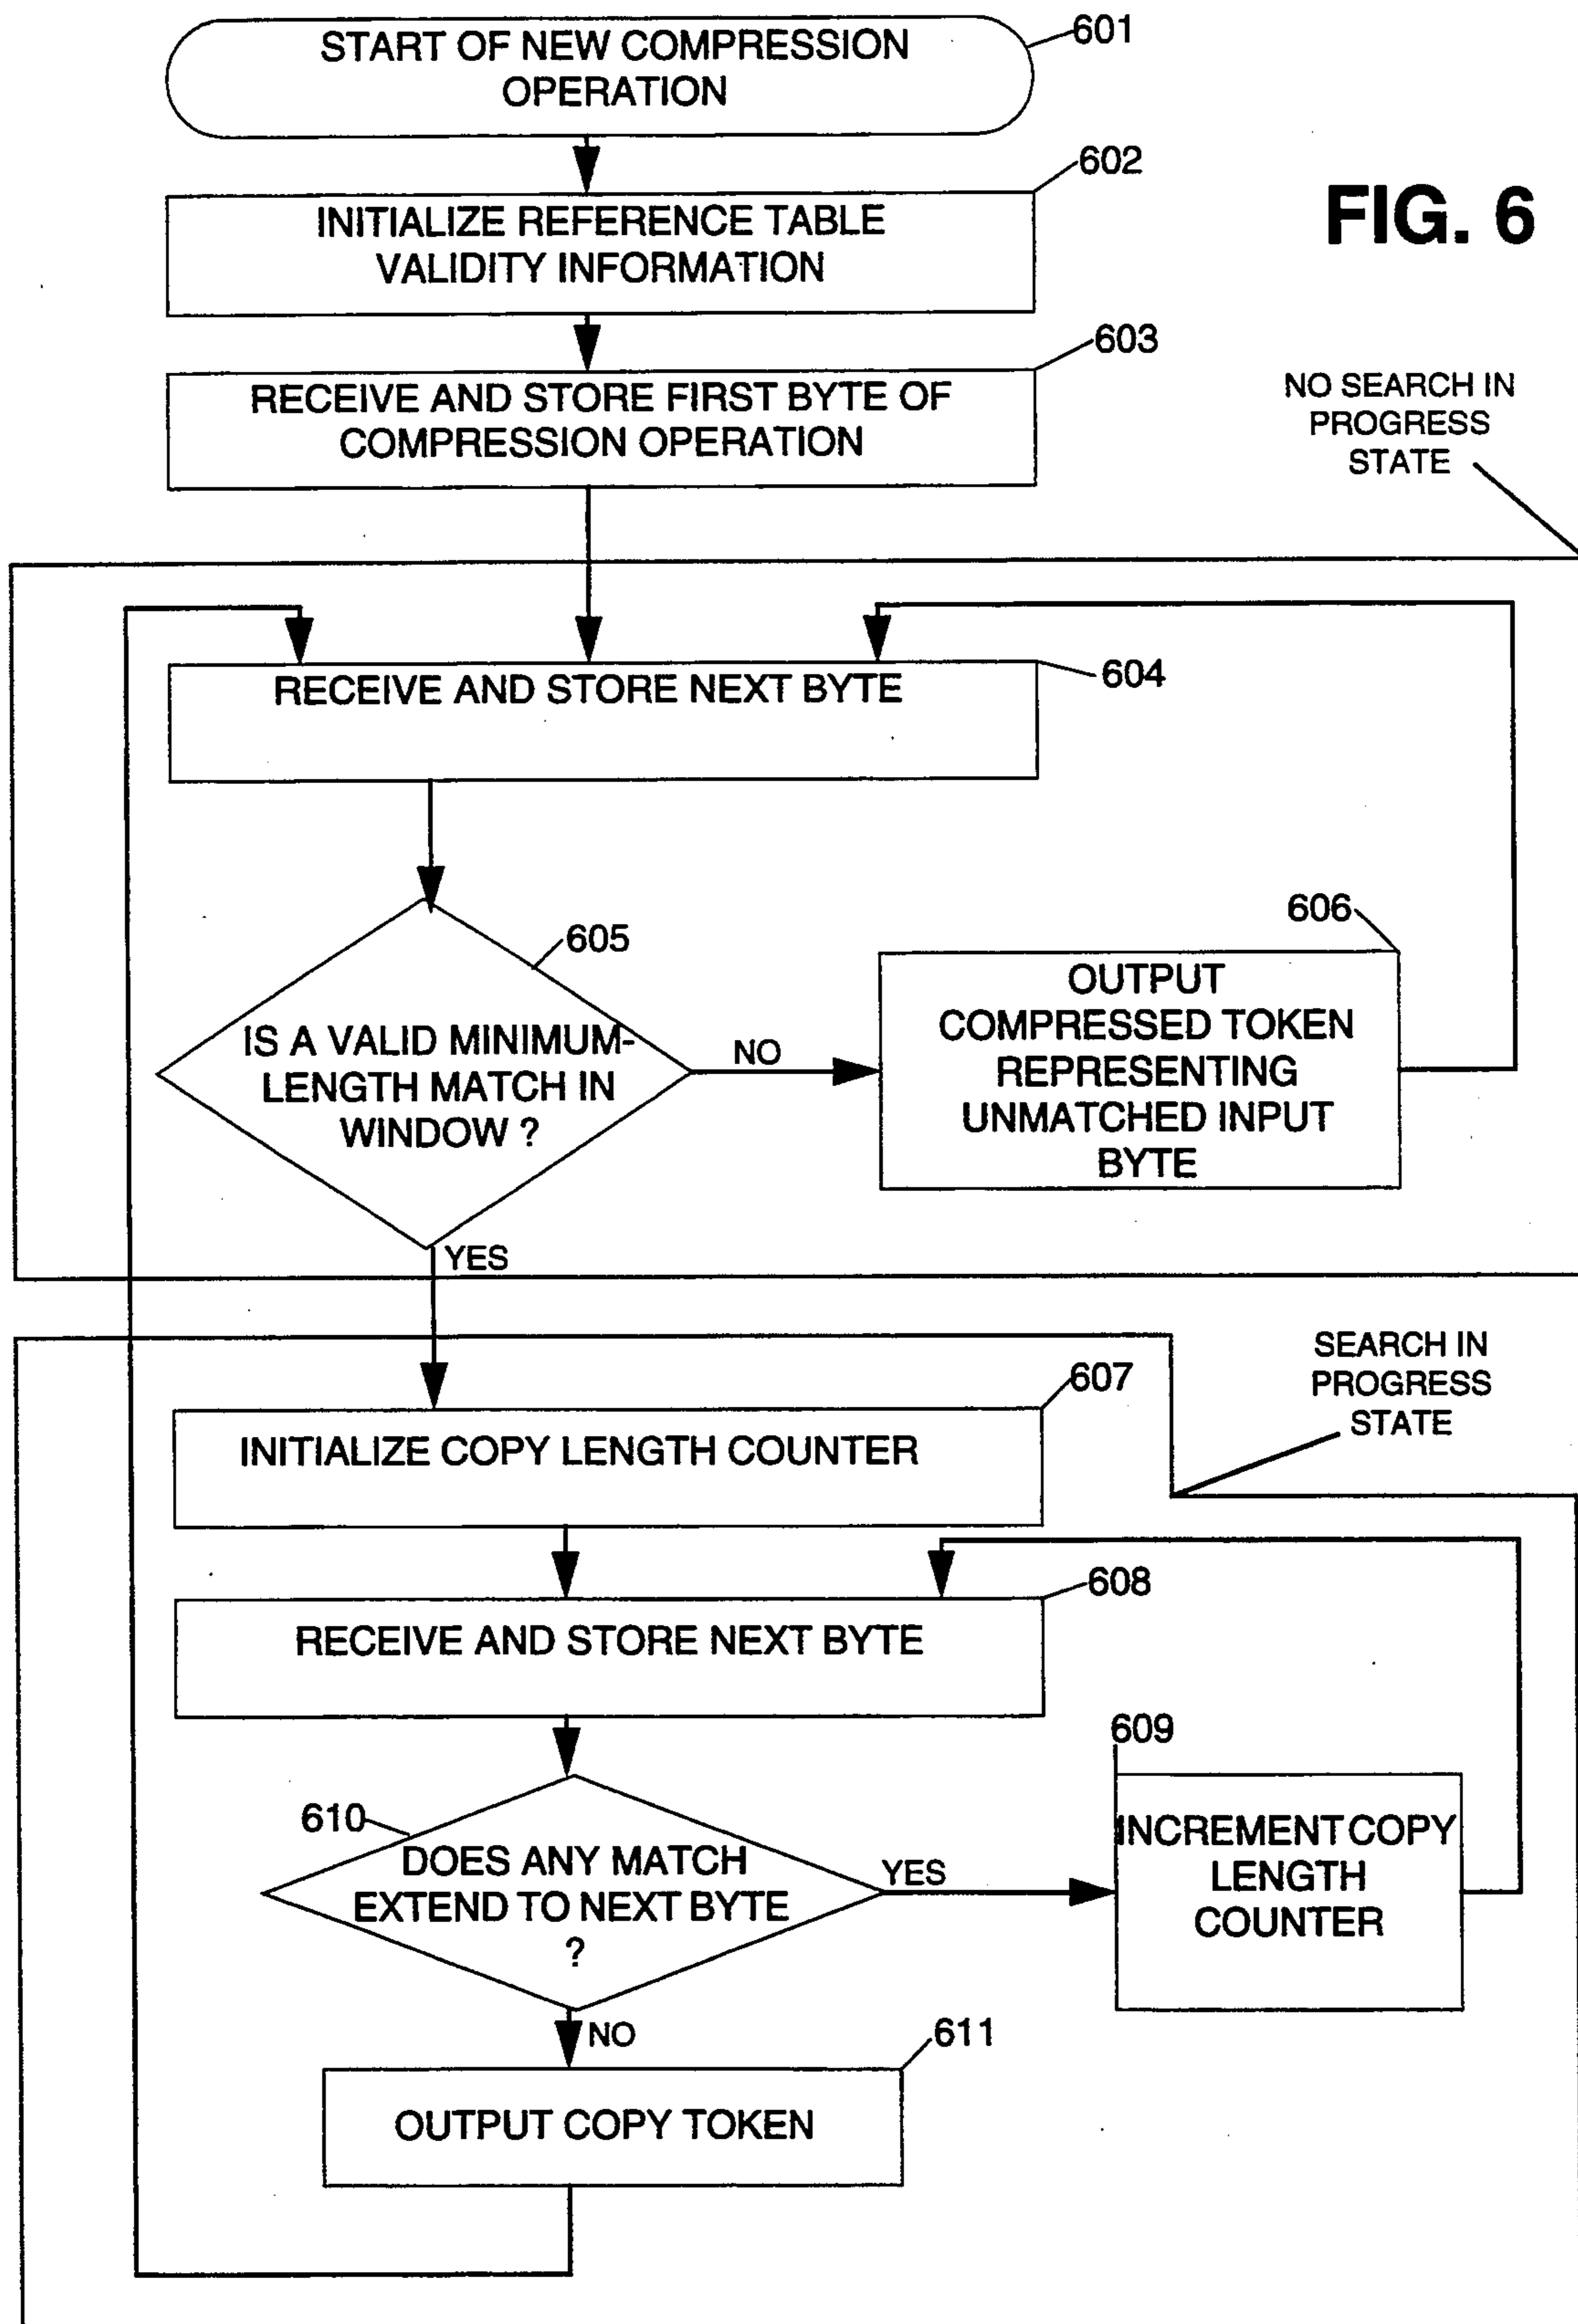 START OF NEW COMPRESSION
OPERATION
601
602
INITIALIZE REFERENCE TABLE
VALIDITY INFORMATION
FIG. 6
603
RECEIVE AND STORE FIRST BYTE OF
COMPRESSION OPERATION
NO SEARCH IN
PROGRESS
STATE
604
RECEIVE AND STORE NEXT BYTE
605
IS A VALID MINIMUM-
LENGTH MATCH IN
WINDOW ?
NO
606
OUTPUT
COMPRESSED TOKEN
REPRESENTING
UNMATCHED INPUT
BYTE
YES
SEARCH IN
PROGRESS
STATE
607
INITIALIZE COPY LENGTH COUNTER
608
RECEIVE AND STORE NEXT BYTE
609
610
DOES ANY MATCH
EXTEND TO NEXT BYTE
?
YES
INCREMENT COPY
LENGTH
COUNTER
NO
611
OUTPUT COPY TOKEN